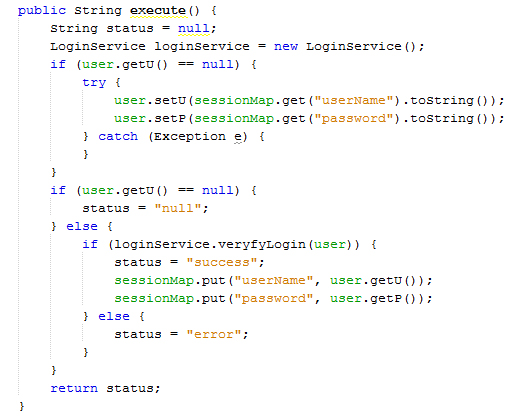 public String execute() {
String status = null;
LoginService loginService = new LoginService();
if (user.getU() == null) {
try {
user.setU(sessionMap.get("userName").toString());
user.setP(sessionMap.get("password").toString());
} catch (Exception e) {
}
}
if (user.getU() == null) {
status = "null";
} else {
if (loginService.veryfyLogin(user)) {
status = "success";
sessionMap.put("userName", user.getU());
sessionMap.put("password", user.getP());
} else {
status = "error";
}
}
return status;
}